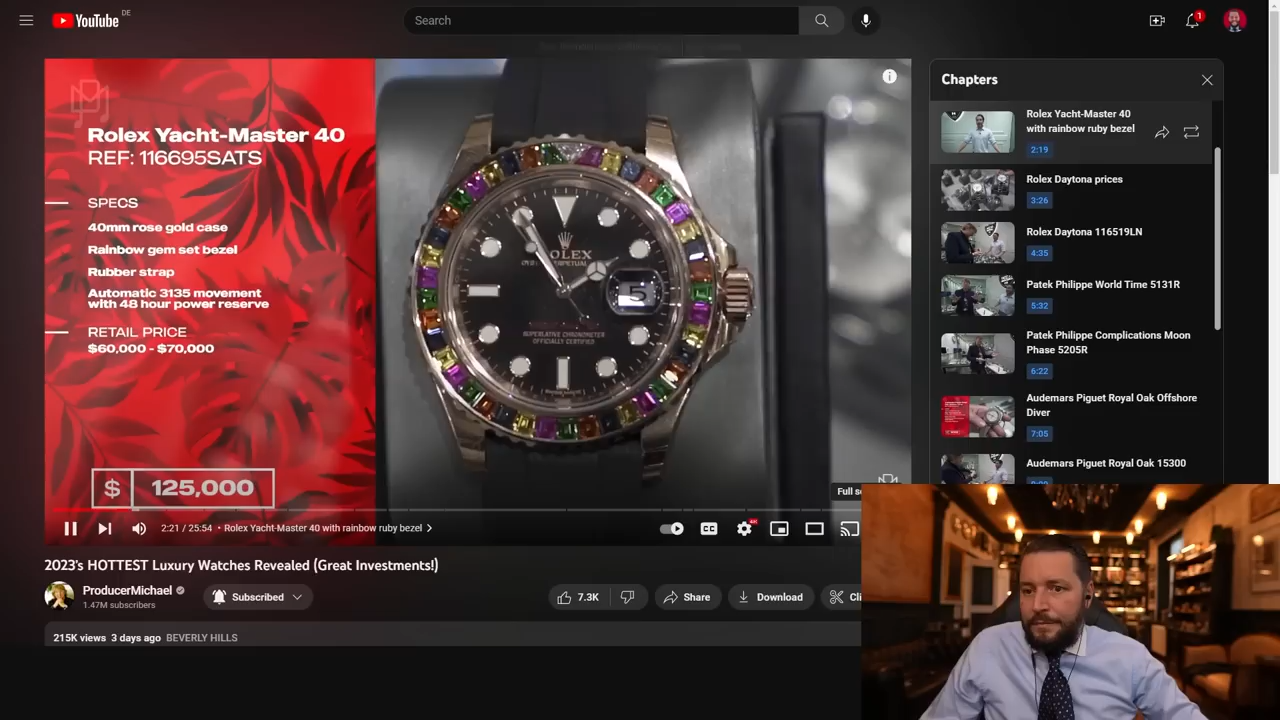 YouTube
DE
Search
1
Rolex Yacht-Master 40
REF: 116695SATS
SPECS
40mm rose gold case
Rainbow gem set bezel
Rubber strap
Automatic 3135 movement
with 48 hour power reserve
RETAIL PRICE
$60,000 - $70,000
$ 125,000
ROLEX
5
SUPERLATIVE CHRONOMETER
OFFICIALLY CERTIFIED
Full s
2:21 / 25:54 • Rolex Yacht-Master 40 with rainbow ruby bezel
CC
4K
2023's HOTTEST Luxury Watches Revealed (Great Investments!)
ProducerMichael
1.47M subscribers
Subscribed
7.3K
Share
Download
Cli
215K views 3 days ago BEVERLY HILLS
Chapters
Rolex Yacht-Master 40
with rainbow ruby bezel
2:19
Rolex Daytona prices
3:26
Rolex Daytona 116519LN
4:35
Patek Philippe World Time 5131R
5:32
Patek Philippe Complications Moon
Phase 5205R
6:22
Audemars Piguet Royal Oak Offshore
Diver
7:05
Audemars Piguet Royal Oak 15300